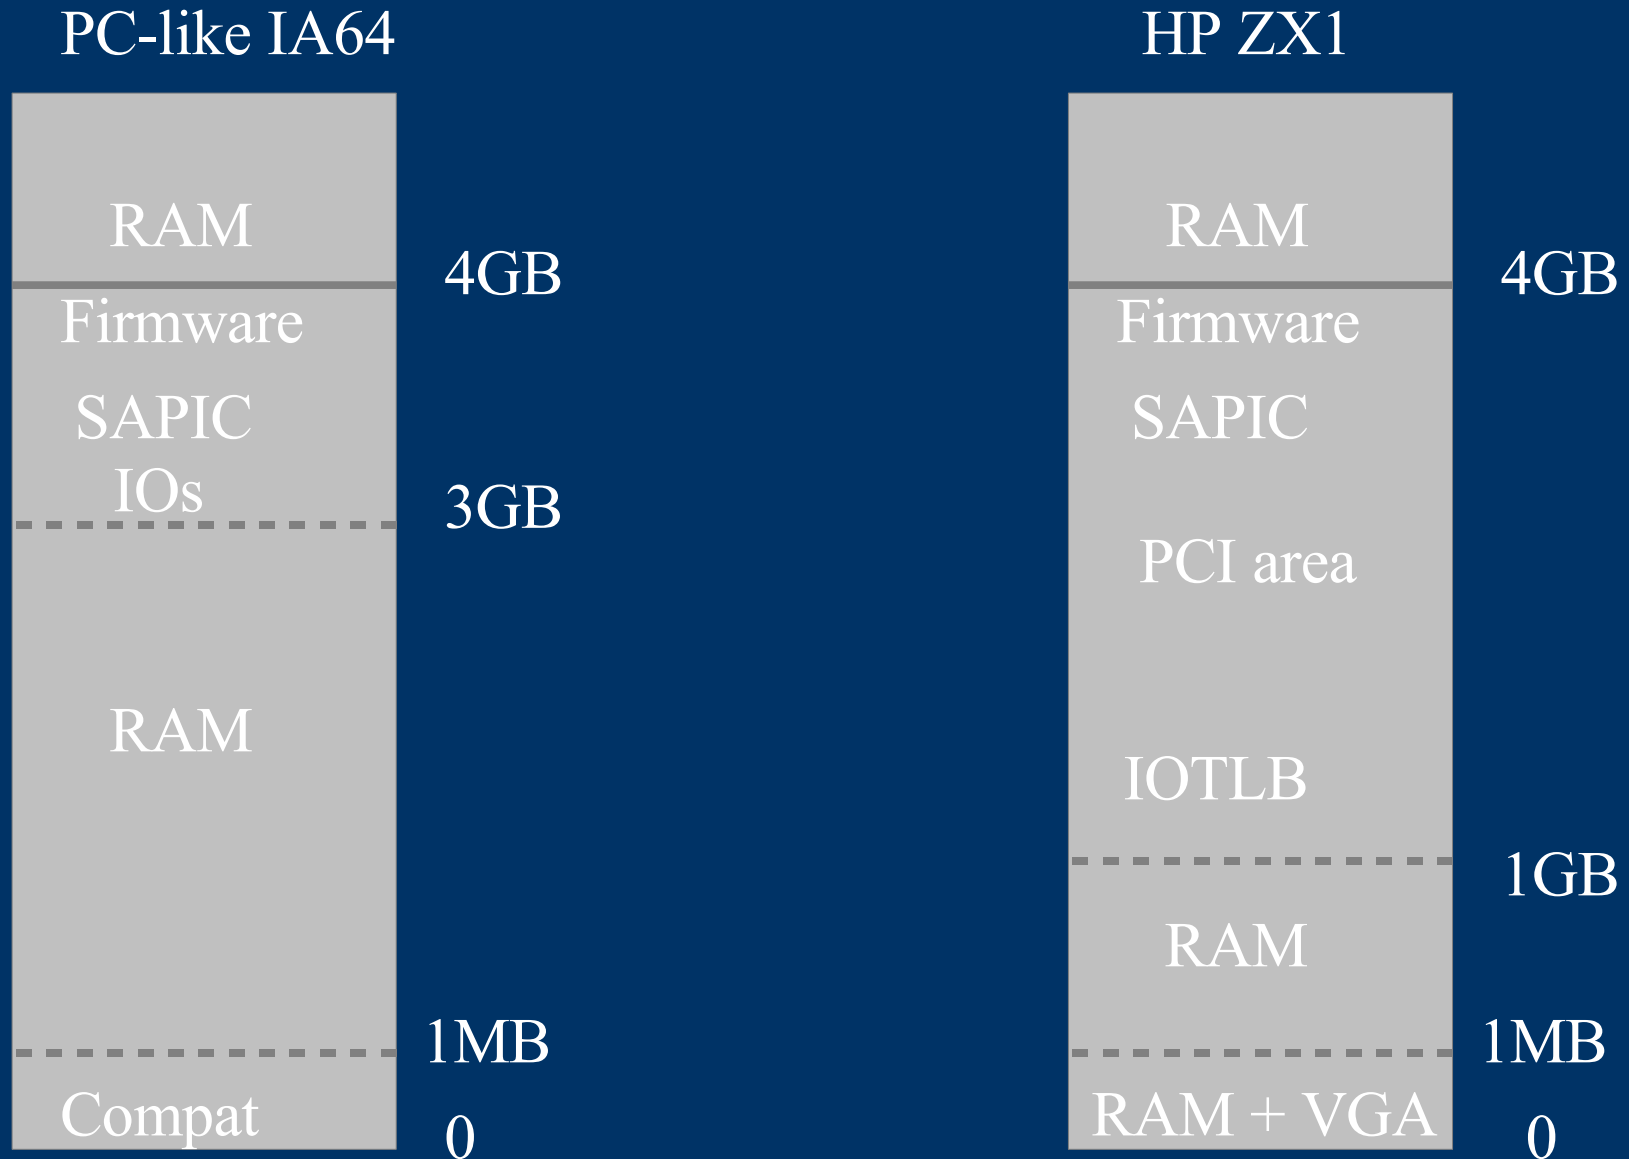 PC-like IA64
RAM
4GB
Firmware
SAPIC
IOs
3GB
RAM
1MB
Compat
0
HP ZX1
RAM
4GB
Firmware
SAPIC
PCI area
IOTLB
1GB
RAM
1MB
RAM + VGA
0